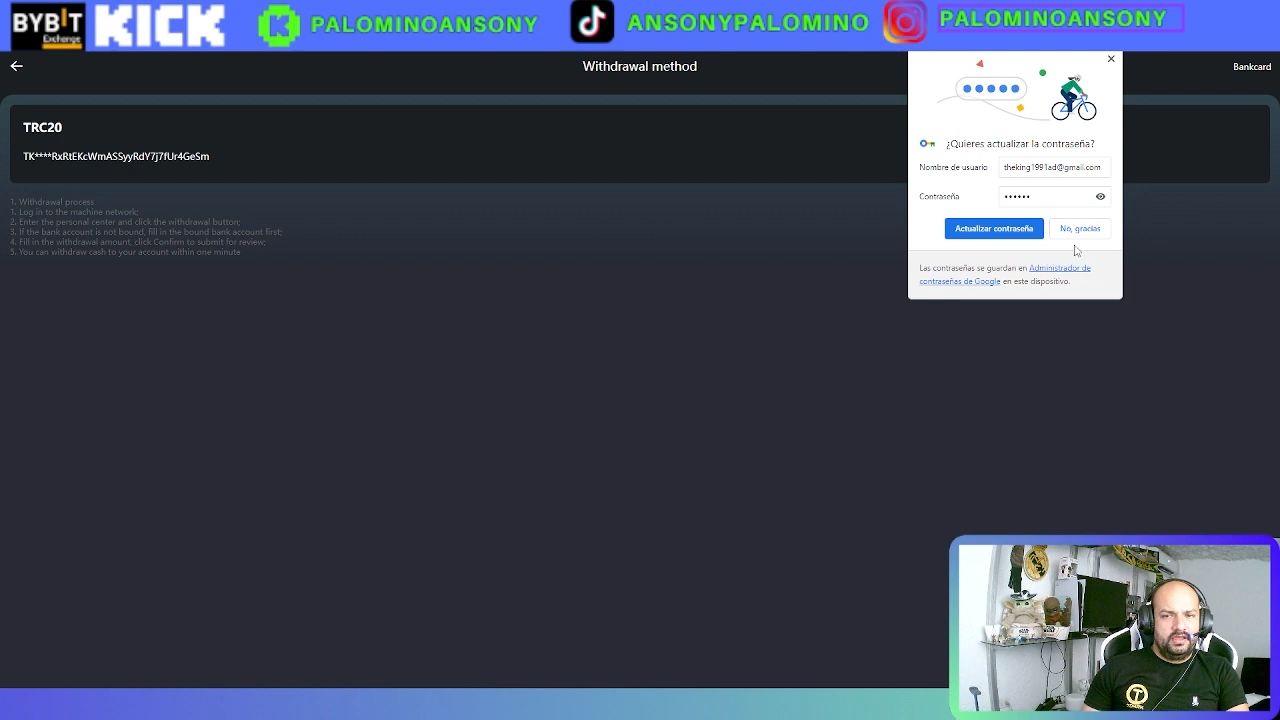 BYBIT
Exchange
KICK
PALOMINOANSONY
ANSONYPALOMINO
PALOMINOANSONY
Withdrawal method
Bankcard
TRC20
TK****RxRtEKcWmASSyyRdY7J7fUr4GeSm
1. Withdrawal process
1. Log in to the machine network;
2. Enter the personal center and click the withdrawal button;
3. If the bank account is not bound, fill in the bound bank account first;
4. Fill in the withdrawal amount, click Confirm to submit for review;
5. You can withdraw cash to your account within one minute
¿Quieres actualizar la contraseña?
Nombre de usuario
theking1991ad@gmail.com
Contraseña
••••••
Actualizar contraseña
No, gracias
Las contraseñas se guardan en Administrador de
contraseñas de Google en este dispositivo.